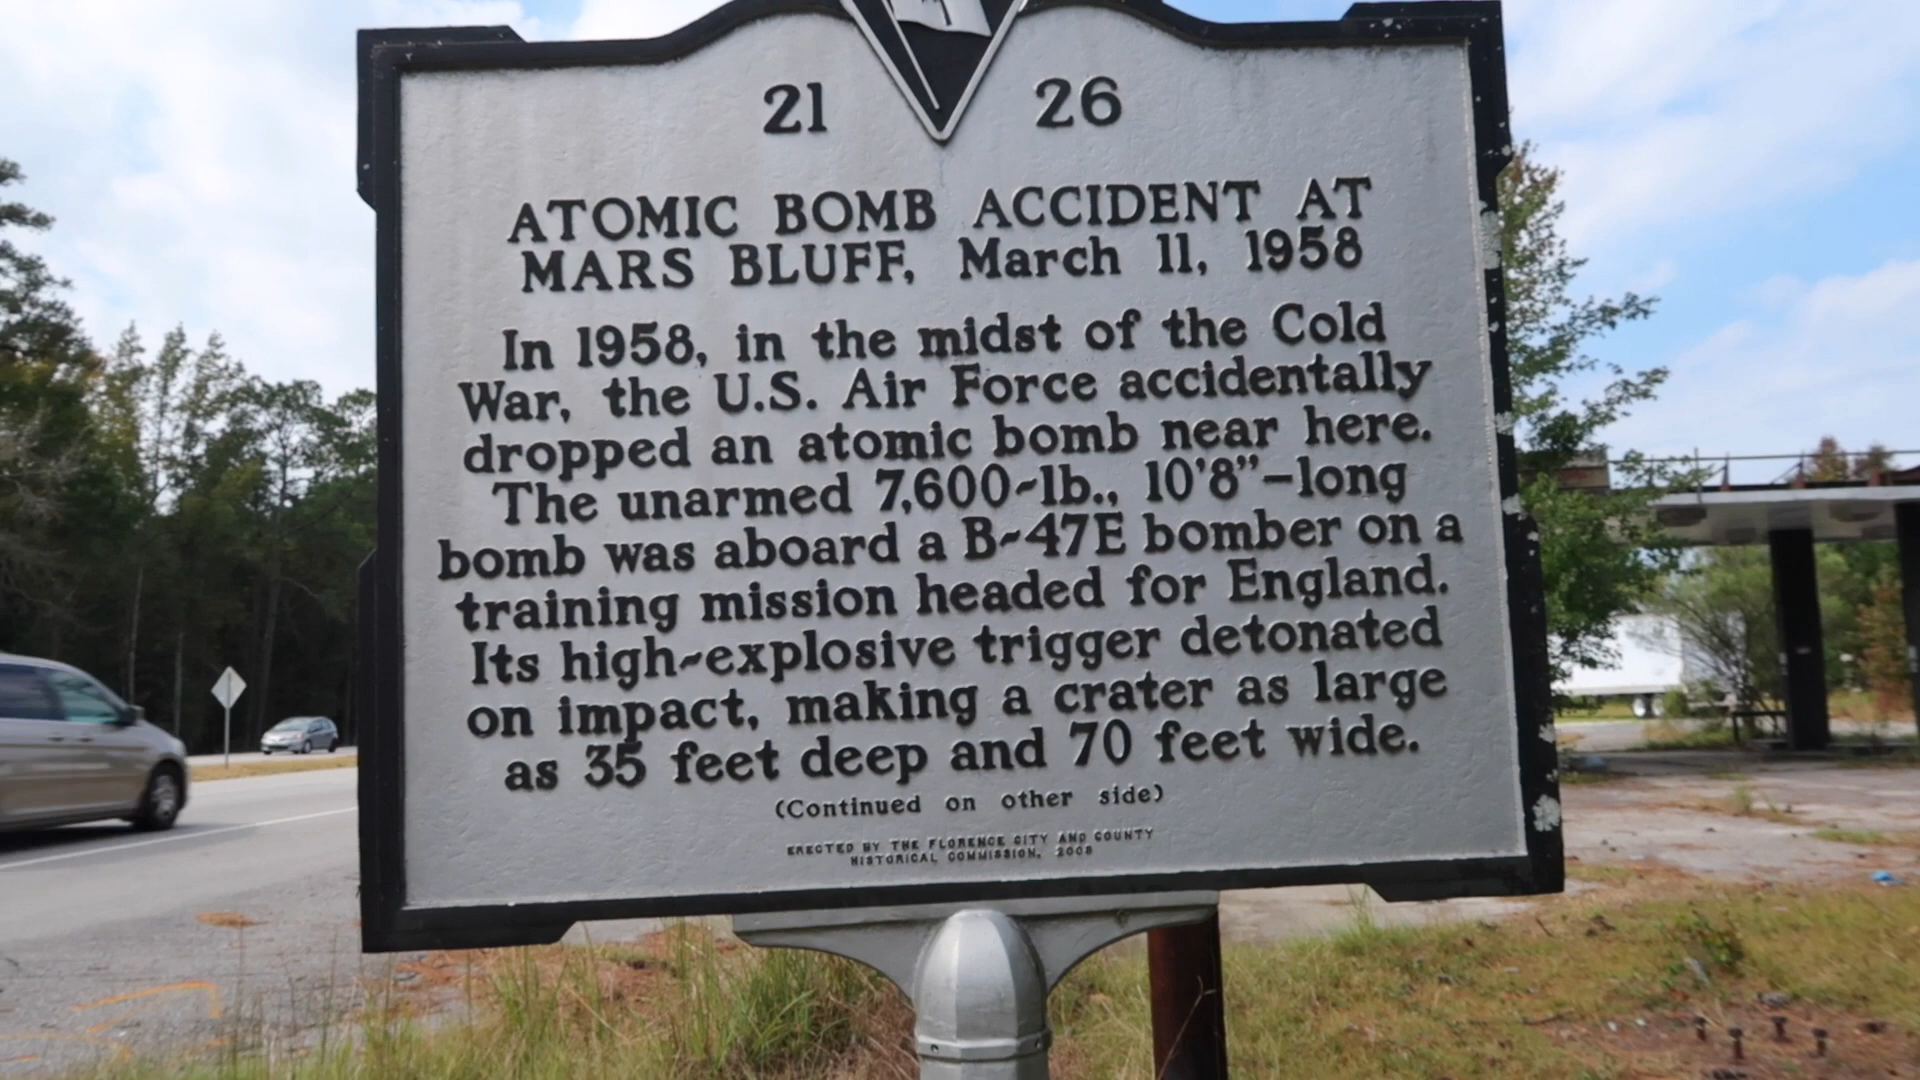 21 26
ATOMIC BOMB ACCIDENT AT
MARS BLUFF, March 11, 1958
In 1958, in the midst of the Cold
War, the U.S. Air Force accidentally
dropped an atomic bomb near here.
The unarmed 7,600-lb., 10'8"-long
bomb was aboard a B-47E bomber on a
training mission headed for England.
Its high-explosive trigger detonated
on impact, making a crater as large
as 35 feet deep and 70 feet wide.
(Continued on other side)
ERECTED BY THE FLORENCE CITY AND COUNTY
HISTORICAL COMMISSION, 2008